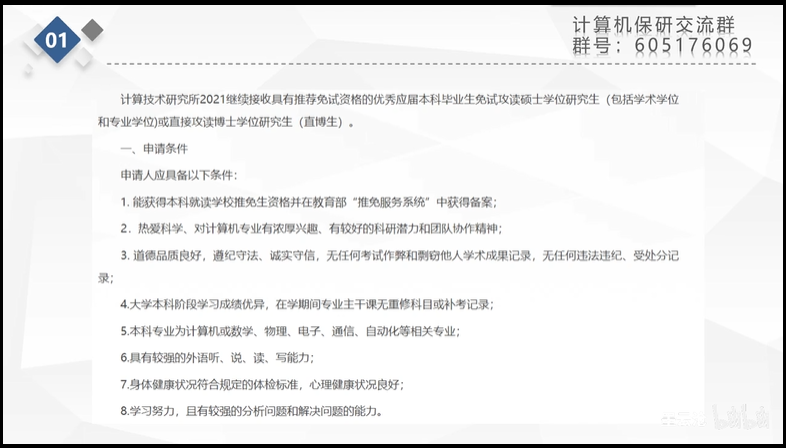 01
计算机保研交流群
群号：605176069
计算技术研究所2021继续接收具有推荐免试资格的优秀应届本科毕业生免试攻读硕士学位研究生（包括学术学位
和专业学位)或直接攻读博士学位研究生（直博生）。
一、申请条件
申请人应具备以下条件：
1. 能获得本科就读学校推免生资格并在教育部“推免服务系统”中获得备案；
2．热爱科学、对计算机专业有浓厚兴趣、有较好的科研潜力和团队协作精神；
3. 道德品质良好，遵纪守法、诚实守信，无任何考试作弊和剽窃他人学术成果记录，无任何违法违纪、受处分记
录；
4.大学本科阶段学习成绩优异，在学期间专业主干课无重修科目或补考记录；
5.本科专业为计算机或数学、物理、电子、通信、自动化等相关专业；
6.具有较强的外语听、说、读、写能力；
7.身体健康状况符合规定的体检标准，心理健康状况良好；
8.学习努力，且有较强的分析问题和解决问题的能力。
bilibili